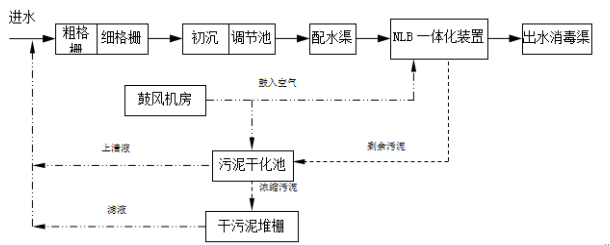 进水
粗格栅
细格栅
初沉
调节池
配水渠
NLB 一体化装置
出水消毒渠
鼓风机房
鼓入空气
上清液
污泥干化池
剩余污泥
浓缩污泥
滤液
干污泥堆棚